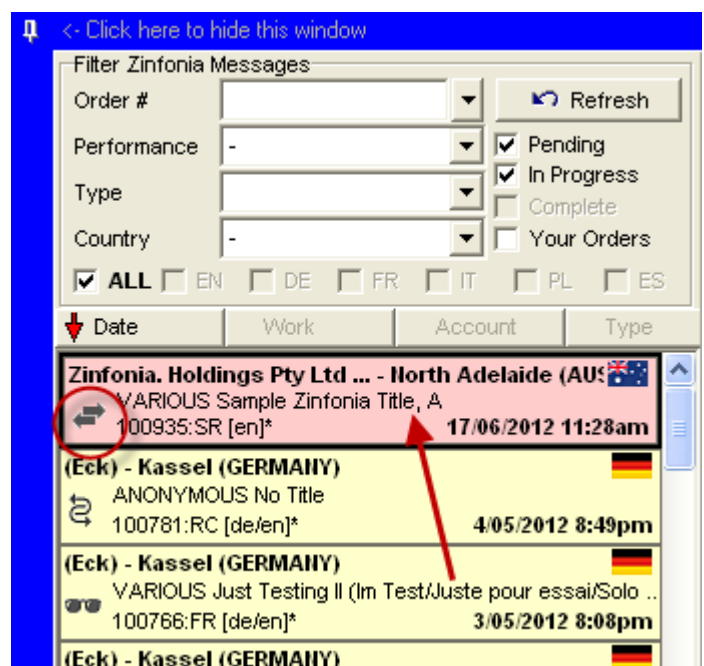 <- Click here to hide this window
Filter Zinfonia Messages
Order #
Refresh
Performance
-
Pending
In Progress
Type
Complete
Country
-
Your Orders
ALL EN DE FR IT PL ES
Date Work Account Type
Zinfonia. Holdings Pty Ltd ... - North Adelaide (AUS
VARIOUS Sample Zinfonia Title, A
100935:SR [en]* 17/06/2012 11:28am
(Eck) - Kassel (GERMANY)
ANONYMOUS No Title
100781:RC [de/en]* 4/05/2012 8:49pm
(Eck) - Kassel (GERMANY)
VARIOUS Just Testing II (Im Test/Juste pour essai/Solo ..
100766:FR [de/en]* 3/05/2012 8:08pm
(Eck) - Kassel (GERMANY)